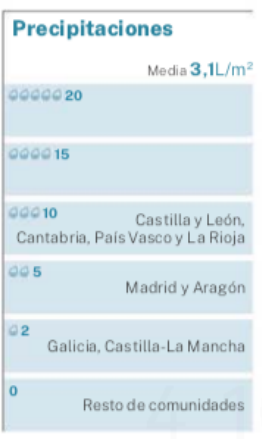 Precipitaciones
Media 3,1L/m²
20
15
10
Castilla y León,
Cantabria, País Vasco y La Rioja
5
Madrid y Aragón
2
Galicia, Castilla-La Mancha
0
Resto de comunidades